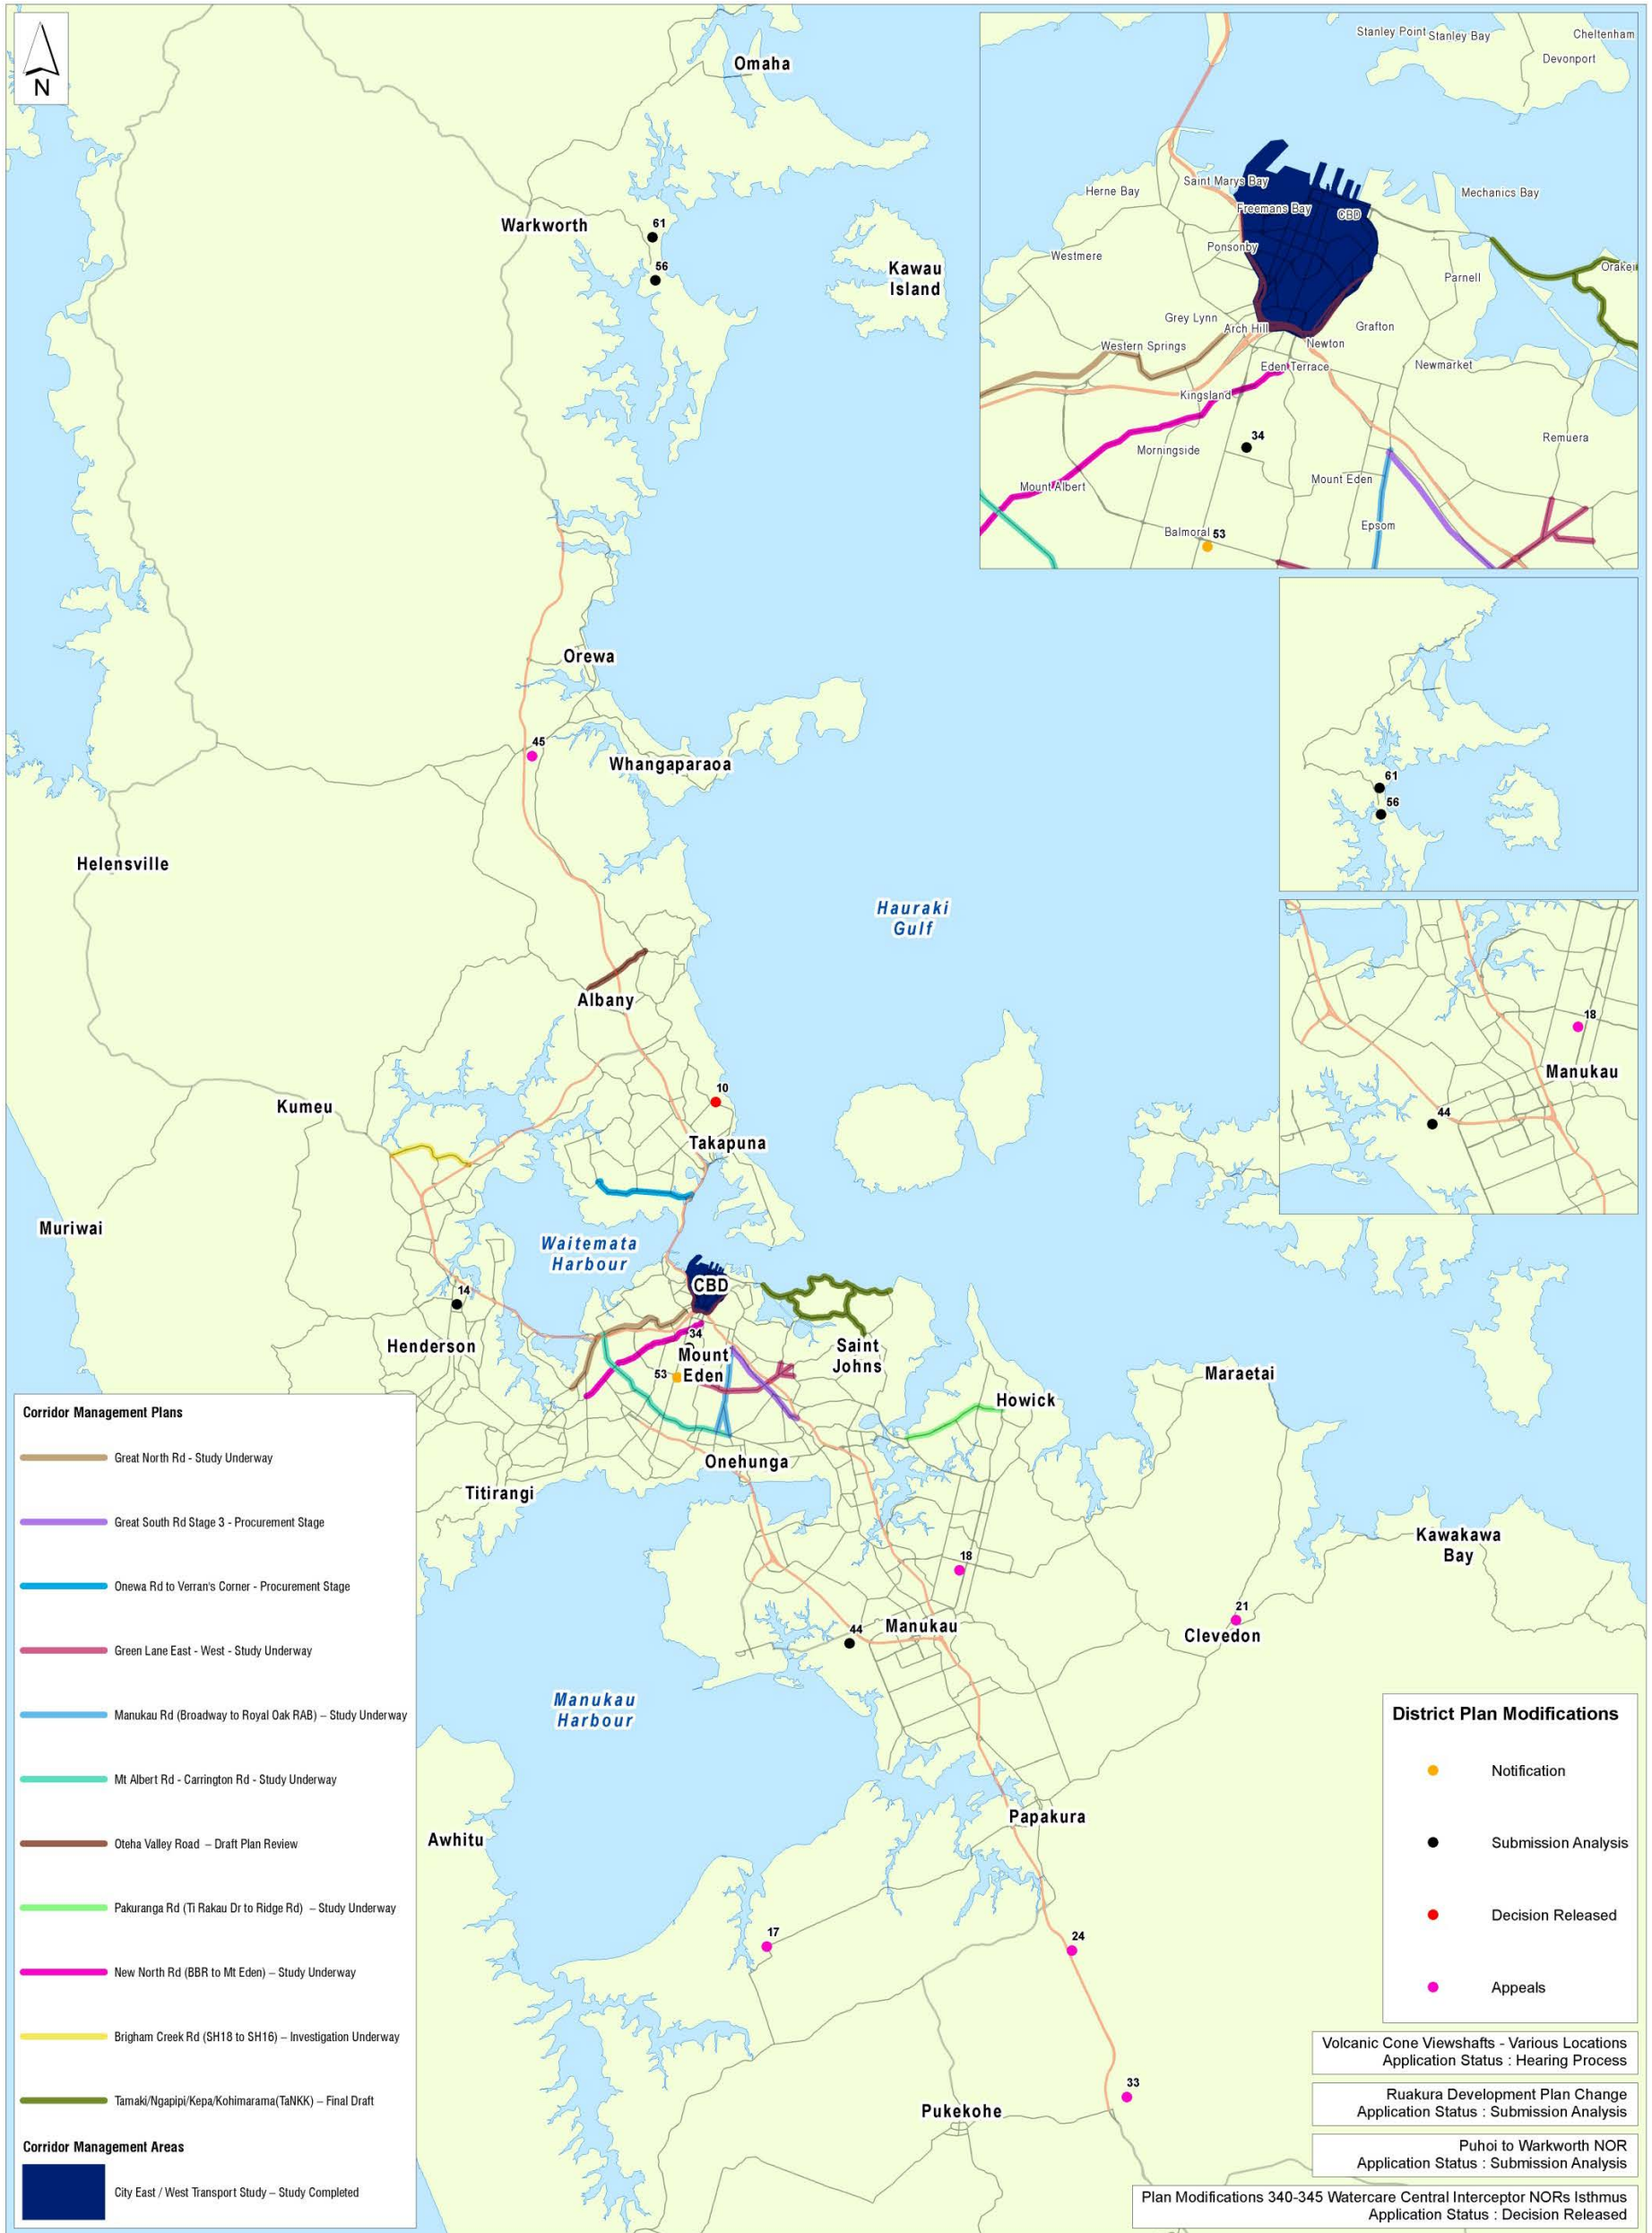 N
Omaha
Warkworth
61
56
Kawau
Island
Orewa
45
Whangaparaoa
Helensville
Hauraki
Gulf
Albany
10
Kumeu
Takapuna
Muriwai
Waitemata
Harbour
CBD
14
Henderson
34
Mount
Eden
53
Saint
Johns
Maraetai
Howick
Onehunga
Titirangi
Kawakawa
Bay
18
21
Clevedon
Manukau
44
Manukau
Harbour
Papakura
Awhitu
17
24
33
Pukekohe
Stanley Point
Stanley Bay
Cheltenham
Devonport
Herne Bay
Saint Marys Bay
Freemans Bay
CBD
Mechanics Bay
Westmere
Ponsonby
Parnell
Orakei
Grey Lynn
Arch Hill
Grafton
Western Springs
Newton
Eden Terrace
Newmarket
Kingsland
34
Morningside
Remuera
Mount Albert
Mount Eden
Balmoral
53
Epsom
61
56
18
Manukau
44
Corridor Management Plans
Great North Rd - Study Underway
Great South Rd Stage 3 - Procurement Stage
Onewa Rd to Verran's Corner - Procurement Stage
Green Lane East - West - Study Underway
Manukau Rd (Broadway to Royal Oak RAB) – Study Underway
Mt Albert Rd - Carrington Rd - Study Underway
Oteha Valley Road – Draft Plan Review
Pakuranga Rd (Ti Rakau Dr to Ridge Rd) – Study Underway
New North Rd (BBR to Mt Eden) – Study Underway
Brigham Creek Rd (SH18 to SH16) – Investigation Underway
Tamaki/Ngapipi/Kepa/Kohimarama(TaNKK) – Final Draft
Corridor Management Areas
City East / West Transport Study – Study Completed
District Plan Modifications
Notification
Submission Analysis
Decision Released
Appeals
Volcanic Cone Viewshafts - Various Locations
Application Status : Hearing Process
Ruakura Development Plan Change
Application Status : Submission Analysis
Puhoi to Warkworth NOR
Application Status : Submission Analysis
Plan Modifications 340-345 Watercare Central Interceptor NORs Isthmus
Application Status : Decision Released